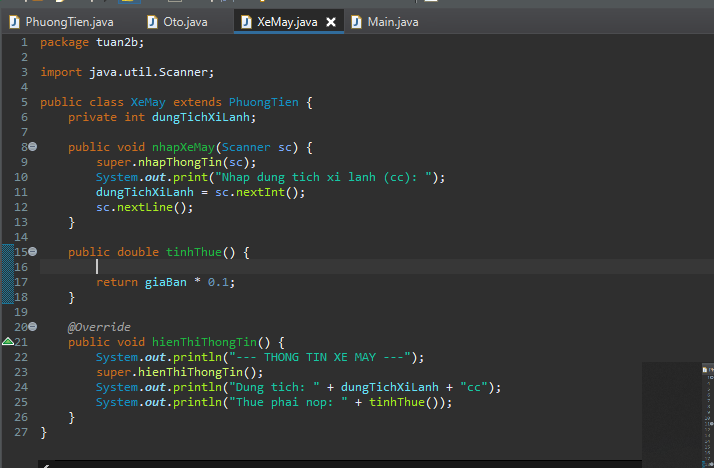 PhuongTien.java Oto.java XeMay.java Main.java
1 package tuan2b;
2
3 import java.util.Scanner;
4
5 public class XeMay extends PhuongTien {
6 private int dungTichXiLanh;
7
8 public void nhapXeMay(Scanner sc) {
9 super.nhapThongTin(sc);
10 System.out.print("Nhap dung tich xi lanh (cc): ");
11 dungTichXiLanh = sc.nextInt();
12 sc.nextLine();
13 }
14
15 public double tinhThue() {
16
17 return giaBan * 0.1;
18 }
19
20 @Override
21 public void hienThiThongTin() {
22 System.out.println("--- THONG TIN XE MAY ---");
23 super.hienThiThongTin();
24 System.out.println("Dung tich: " + dungTichXiLanh + "cc");
25 System.out.println("Thue phai nop: " + tinhThue());
26 }
27 }